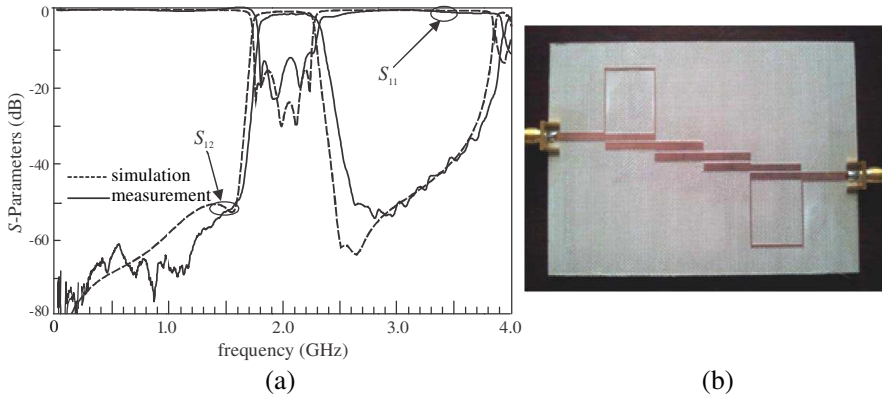 0
-20
-40
-60
-80
S-Parameters (dB)
S11
S12
simulation
measurement
0 1.0 2.0 3.0 4.0
frequency (GHz)
(a)
(b)